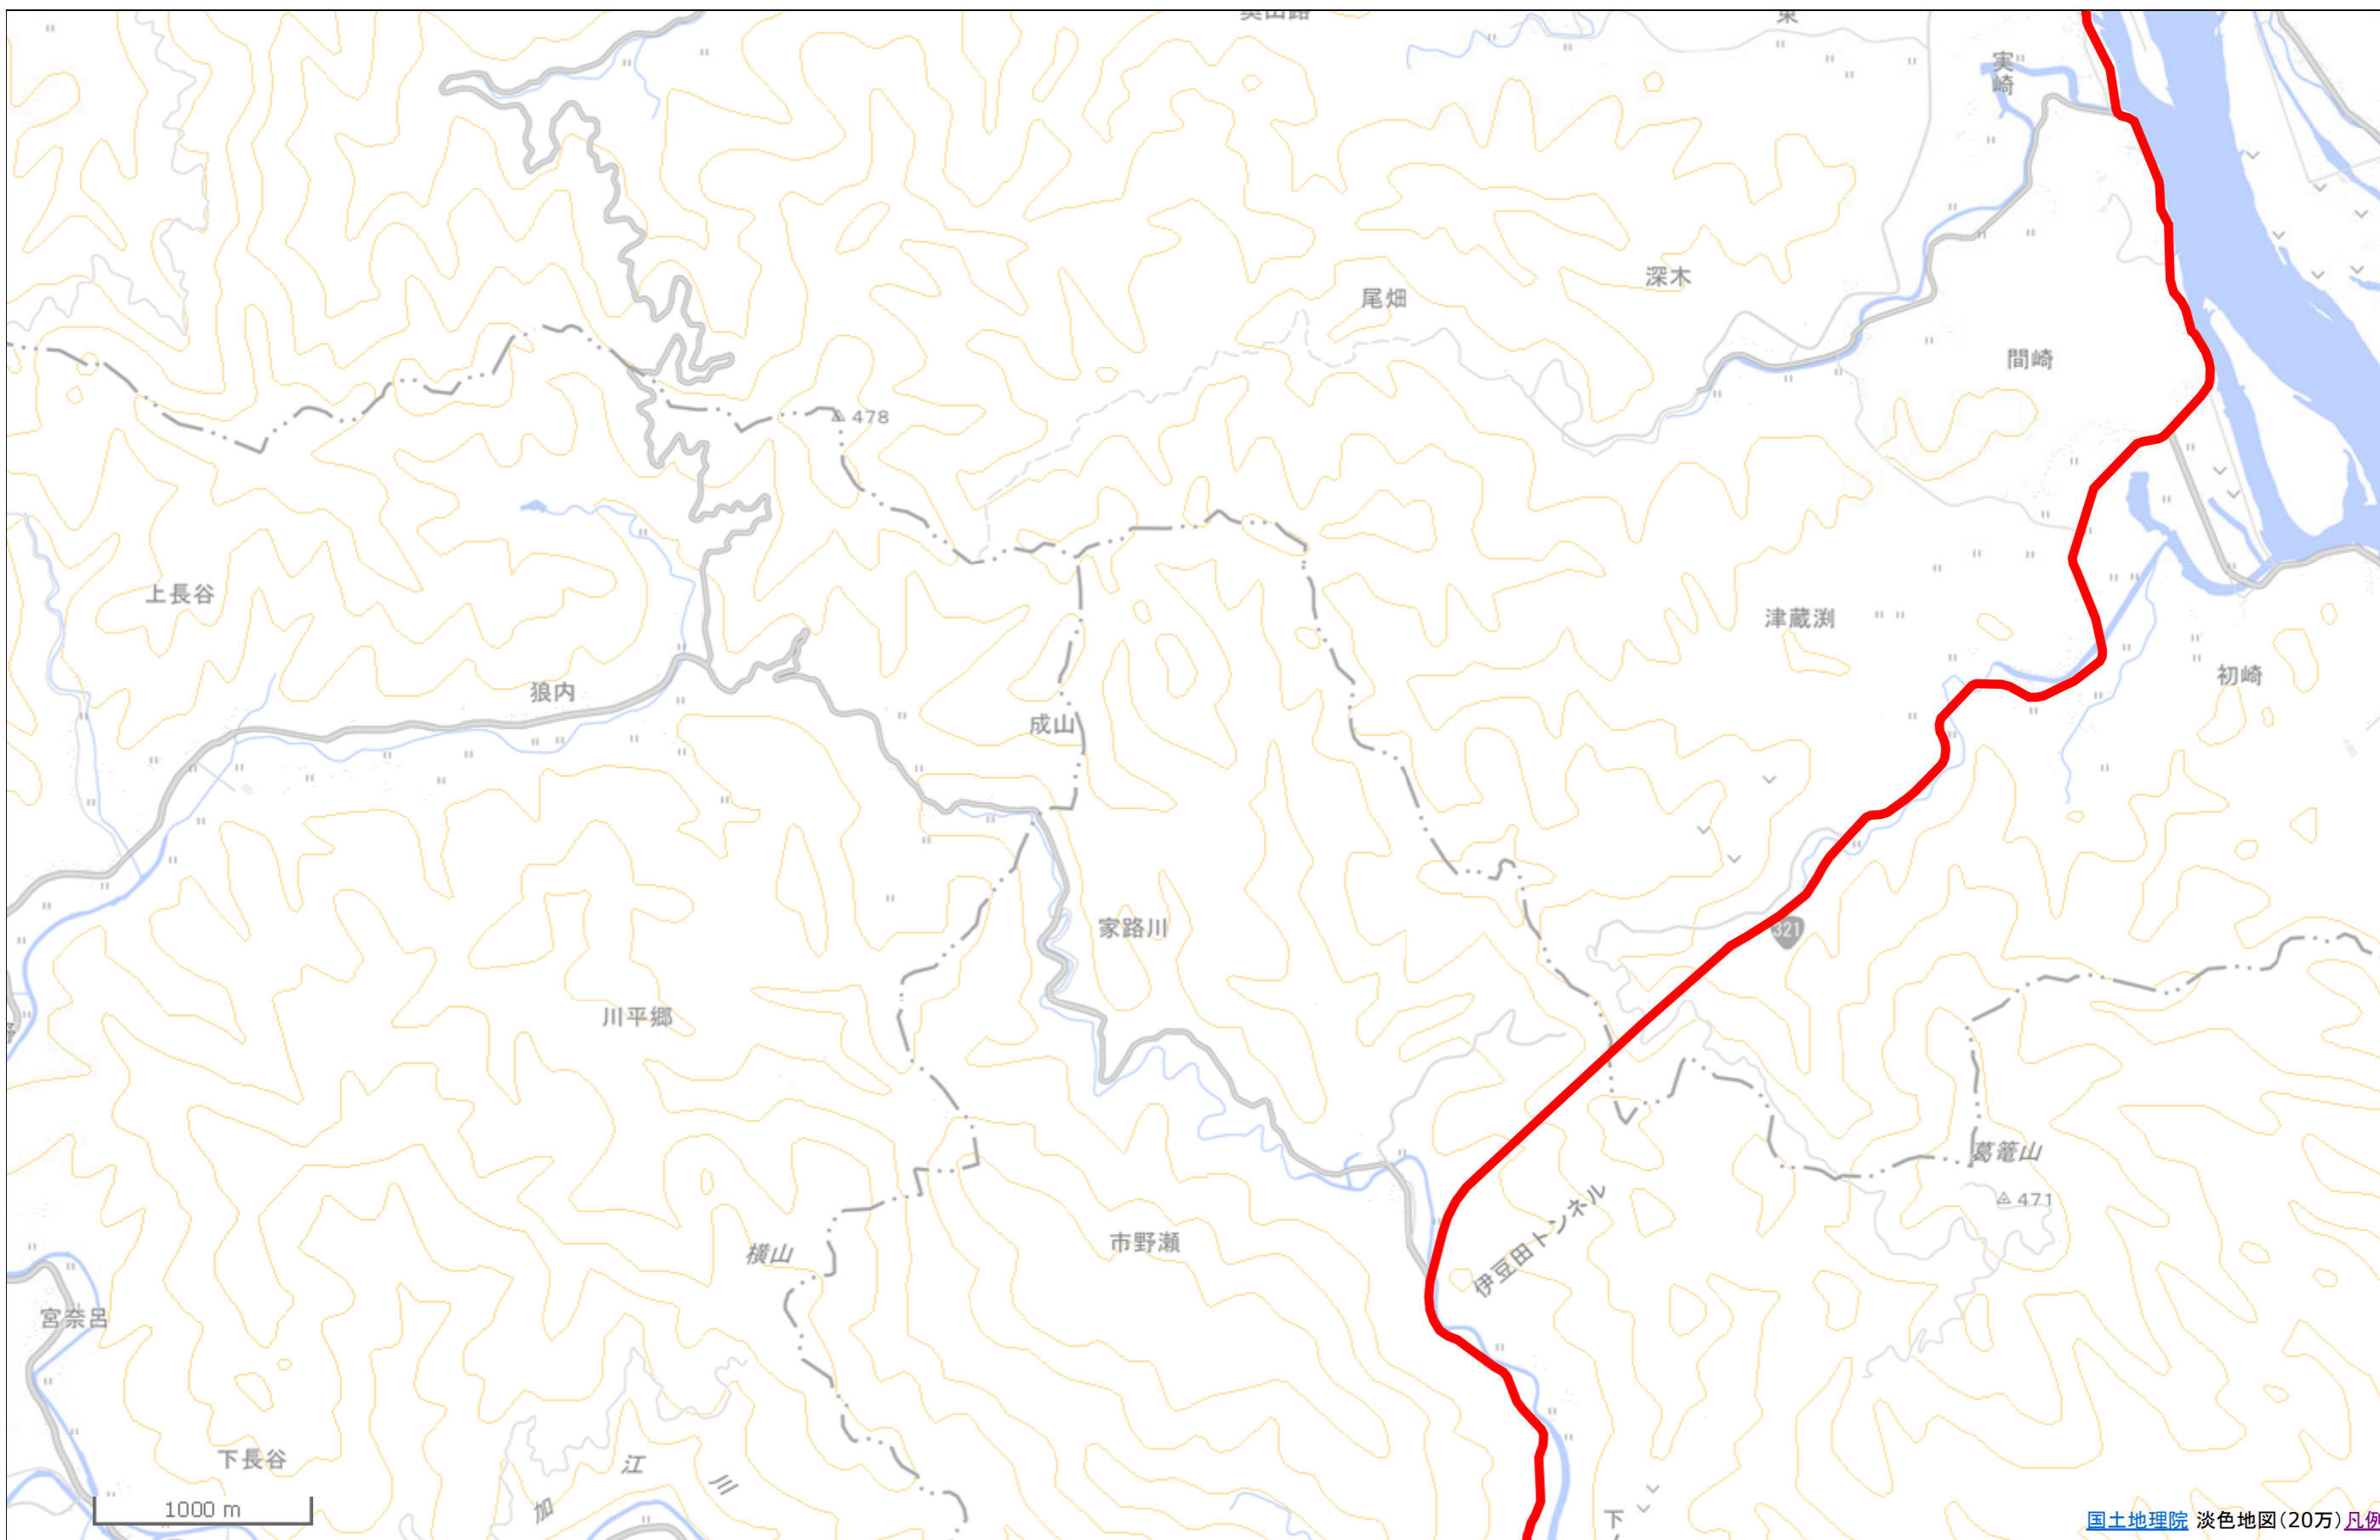 東
実崎
深木
尾畑
間崎
478
上長谷
津蔵渕
初崎
狼内
成山
家路川
321
川平郷
葛篭山
471
伊豆田トンネル
市野瀬
横山
宮奈呂
下長谷
江
川
加
下
1000 m
国土地理院 淡色地図(20万) 凡例